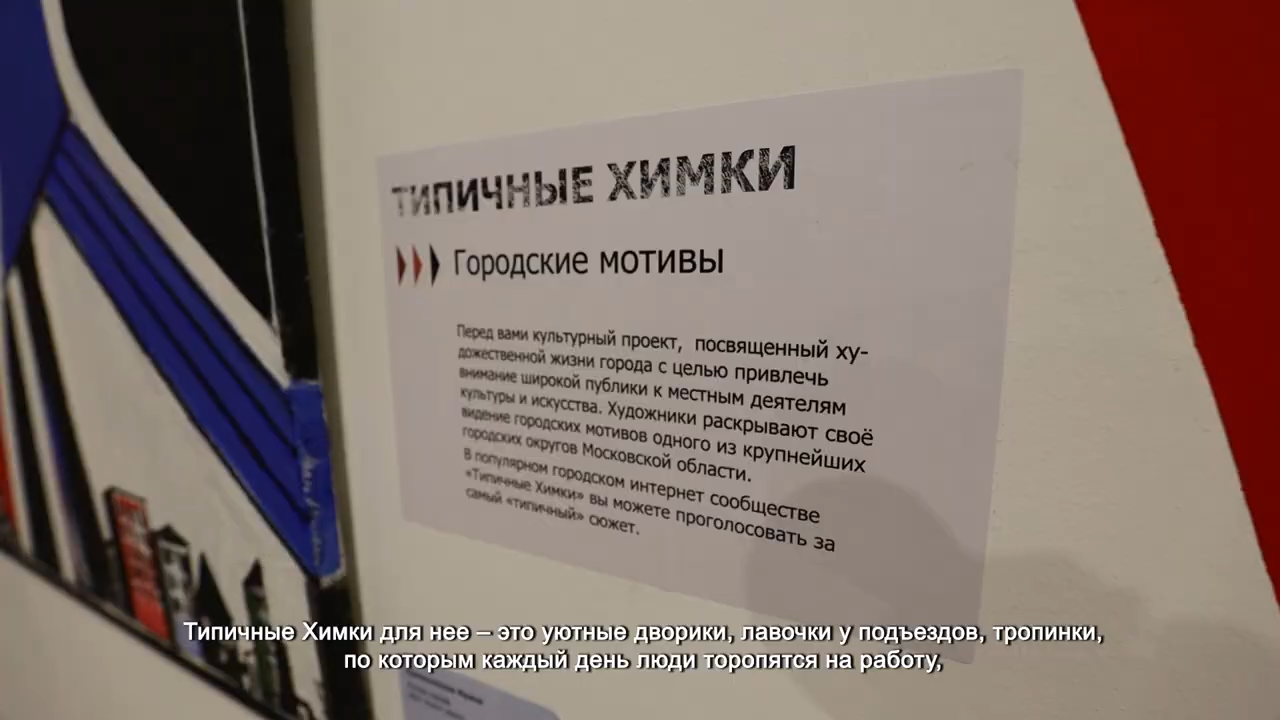 ТИПИЧНЫЕ ХИМКИ
Городские мотивы
Перед вами культурный проект, посвященный ху-
дожественной жизни города с целью привлечь
внимание широкой публики к местным деятелям
культуры и искусства. Художники раскрывают своё
видение городских мотивов одного из крупнейших
городских округов Московской области.
В популярном городском интернет сообществе
«Типичные Химки» вы можете проголосовать за
самый «типичный» сюжет.
Типичные Химки для нее – это уютные дворики, лавочки у подъездов, тропинки,
по которым каждый день люди торопятся на работу,